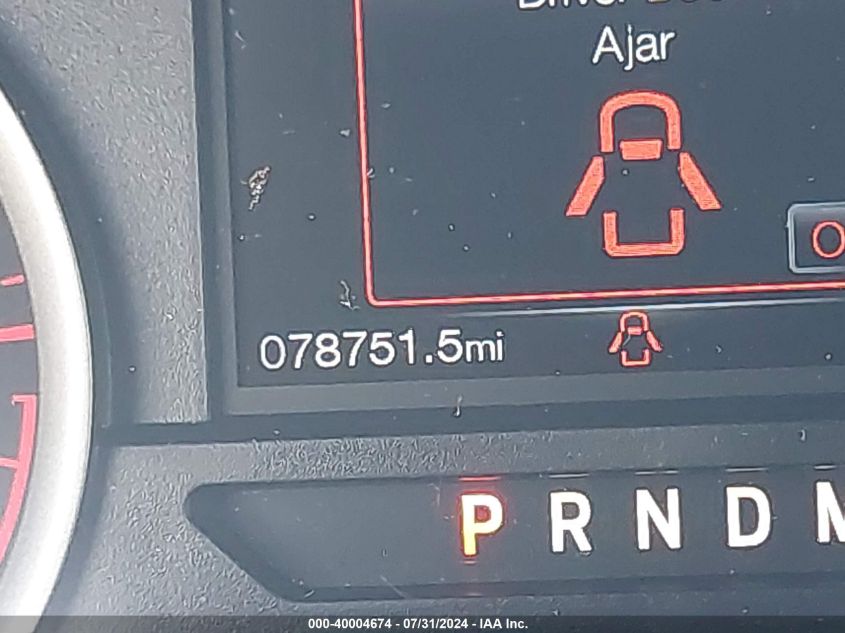 Ajar
078751.5mi
P R N D M
000-40004674 / 07/31/2024 - IAA Inc.